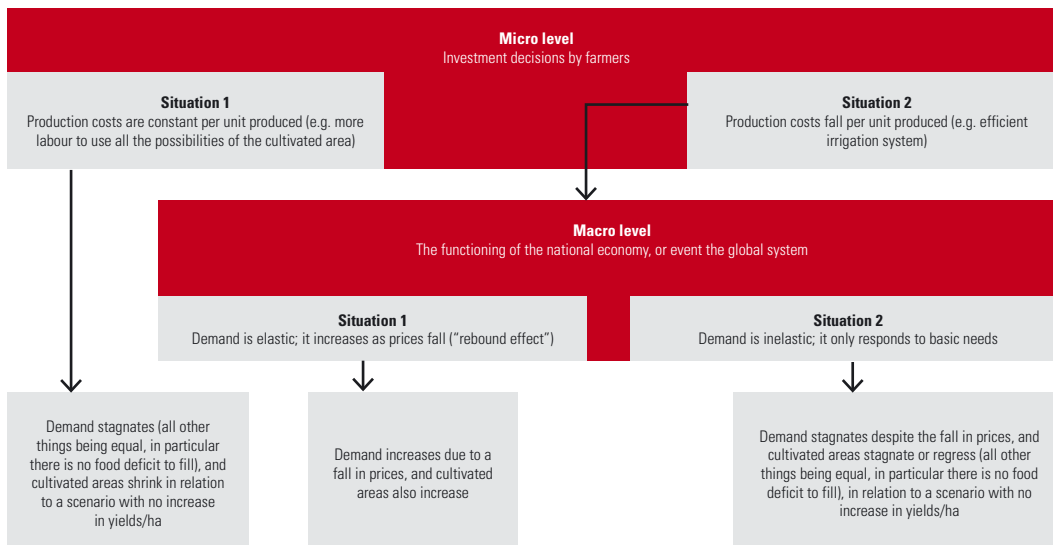 Micro level
Investment decisions by farmers
Situation 1
Production costs are constant per unit produced (e.g. more
labour to use all the possibilities of the cultivated area)
Situation 2
Production costs fall per unit produced (e.g. efficient
irrigation system)
Macro level
The functioning of the national economy, or event the global system
Situation 1
Demand is elastic; it increases as prices fall (“rebound effect”)
Situation 2
Demand is inelastic; it only responds to basic needs
Demand stagnates (all other
things being equal, in particular
there is no food deficit to fill), and
cultivated areas shrink in relation
to a scenario with no increase
in yields/ha
Demand increases due to a
fall in prices, and cultivated
areas also increase
Demand stagnates despite the fall in prices, and
cultivated areas stagnate or regress (all other
things being equal, in particular there is no food
deficit to fill), in relation to a scenario with no
increase in yields/ha